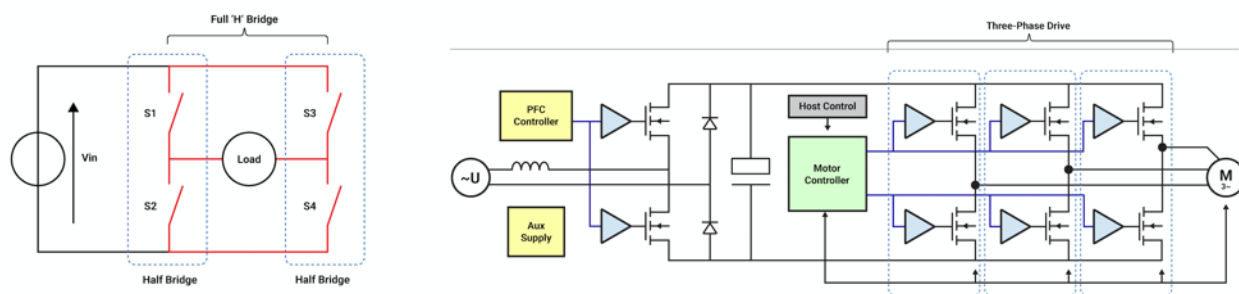 Full 'H' Bridge
S1
S3
Vin
Load
S2
S4
Half Bridge
Half Bridge
Three-Phase Drive
PFC
Controller
Host Control
~U
Motor
Controller
M
3~
Aux
Supply